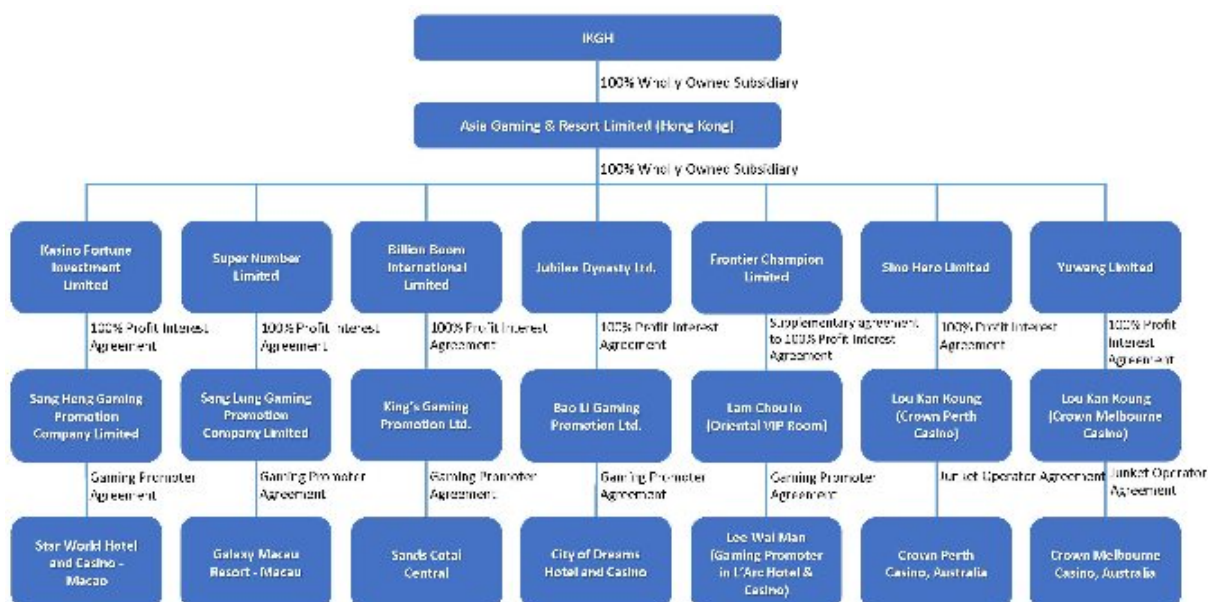 IKGH
100% Wholly Owned Subsidiary
Asia Gaming & Resort Limited (Hong Kong)
100% Wholly Owned Subsidiary
Kasino Fortune
Investment
Limited
Super Number
Limited
Billion Boom
International
Limited
Jubilee Dynasty Ltd.
Frontier Champion
Limited
Sino Hero Limited
Yuwang Limited
100% Profit Interest
Agreement
100% Profit Interest
Agreement
100% Profit Interest
Agreement
100% Profit Interest
Agreement
Supplementary agreement
to 100% Profit Interest
Agreement
100% Profit Interest
Agreement
100% Profit
Interest
Agreement
Sang Heng Gaming
Promotion
Company Limited
Sang Lung Gaming
Promotion
Company Limited
King's Gaming
Promotion Ltd.
Bao Li Gaming
Promotion Ltd.
Lam Chou In
(Oriental VIP Room)
Lou Kan Koung
(Crown Perth
Casino)
Lou Kan Koung
(Crown Melbourne
Casino)
Gaming Promoter
Agreement
Gaming Promoter
Agreement
Gaming Promoter
Agreement
Gaming Promoter
Agreement
Gaming Promoter
Agreement
Junket Operator Agreement
Junket Operator
Agreement
Star World Hotel
and Casino -
Macao
Galaxy Macau
Resort - Macau
Sands Cotai
Central
City of Dreams
Hotel and Casino
Lee Wai Man
(Gaming Promoter
in L'Arc Hotel &
Casino)
Crown Perth
Casino, Australia
Crown Melbourne
Casino, Australia